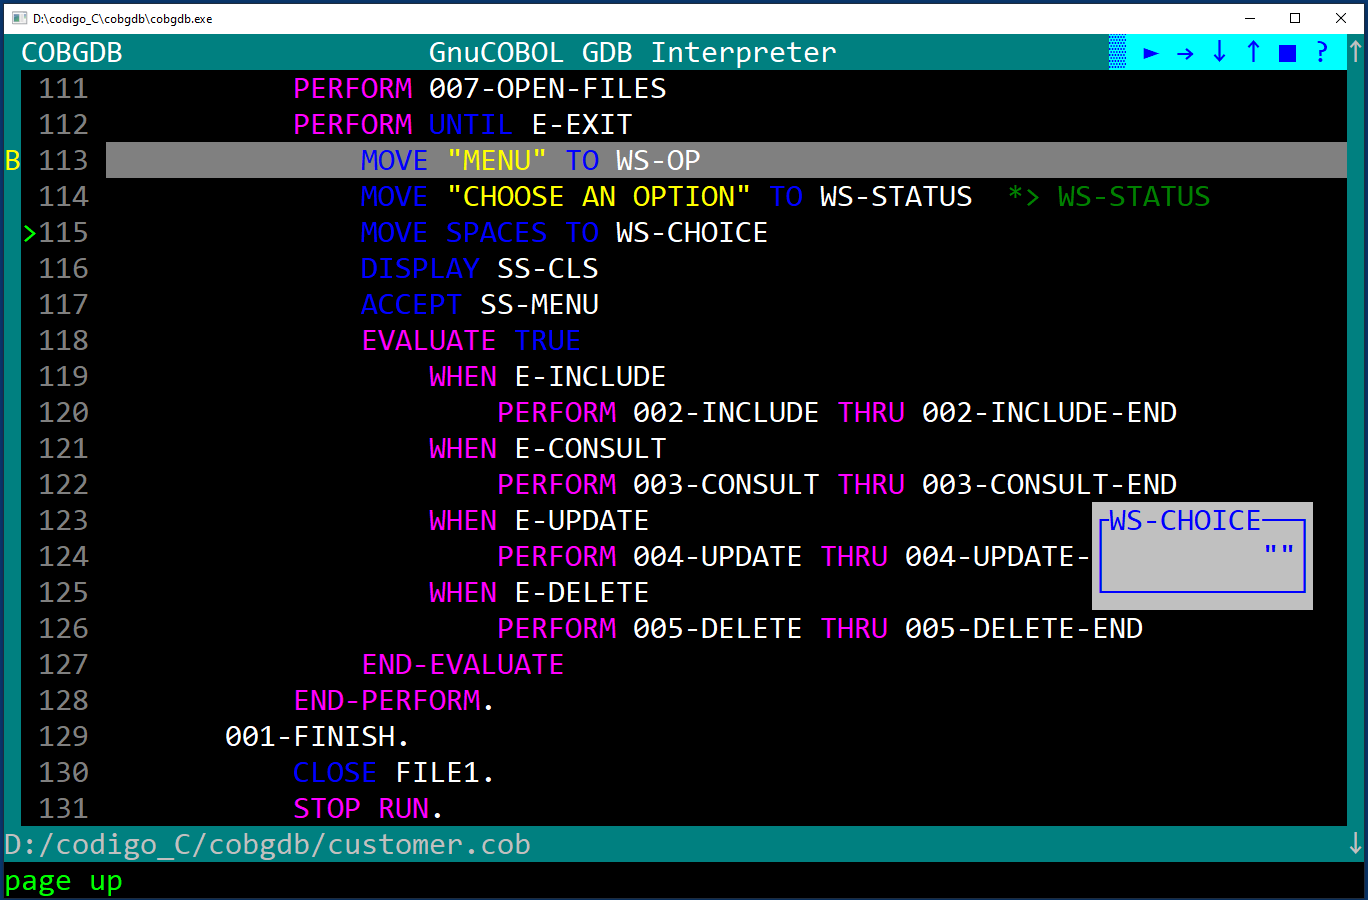 D:\codigo_C\cobgdb\cobgdb.exe
COBGDB GnuCOBOL GDB Interpreter ► → ↓ ↑ ■ ? ↑
111 PERFORM 007-OPEN-FILES
112 PERFORM UNTIL E-EXIT
B 113 MOVE "MENU" TO WS-OP
114 MOVE "CHOOSE AN OPTION" TO WS-STATUS *> WS-STATUS
>115 MOVE SPACES TO WS-CHOICE
116 DISPLAY SS-CLS
117 ACCEPT SS-MENU
118 EVALUATE TRUE
119 WHEN E-INCLUDE
120 PERFORM 002-INCLUDE THRU 002-INCLUDE-END
121 WHEN E-CONSULT
122 PERFORM 003-CONSULT THRU 003-CONSULT-END
123 WHEN E-UPDATE
WS-CHOICE
124 PERFORM 004-UPDATE THRU 004-UPDATE-
""
125 WHEN E-DELETE
126 PERFORM 005-DELETE THRU 005-DELETE-END
127 END-EVALUATE
128 END-PERFORM.
129 001-FINISH.
130 CLOSE FILE1.
131 STOP RUN.
D:/codigo_C/cobgdb/customer.cob ↓
page up